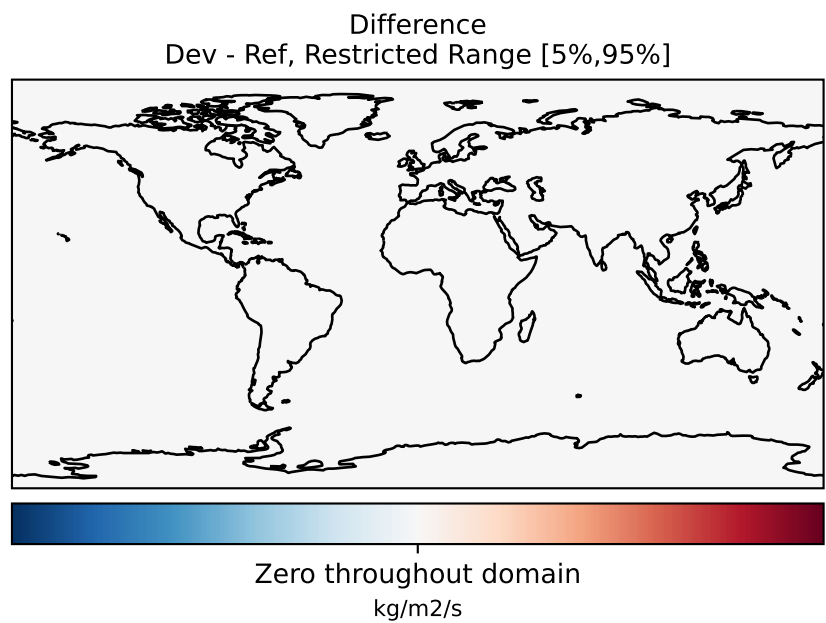 Difference
Dev - Ref, Restricted Range [5%,95%]
Zero throughout domain
kg/m2/s